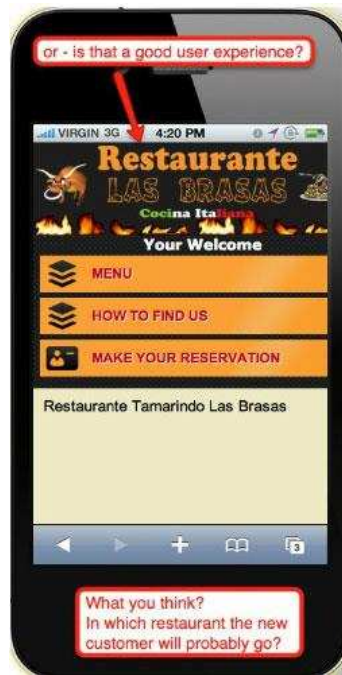 or - is that a good user experience?
VIRGIN 3G 4:20 PM
Restaurante
LAS BRASAS
Cocina Italiana
Your Welcome
MENU
HOW TO FIND US
MAKE YOUR RESERVATION
Restaurante Tamarindo Las Brasas
3
What you think?
In which restaurant the new
customer will probably go?